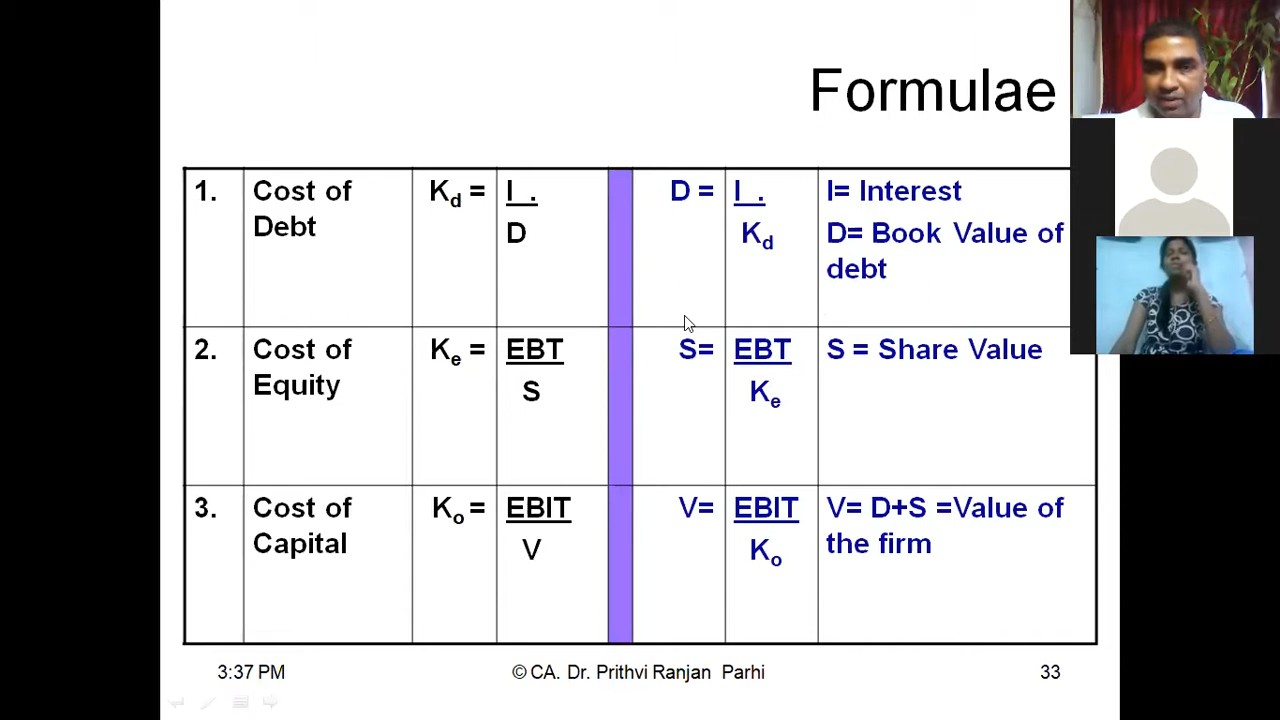 Formulae
1. Cost of Debt Kd = I . D = I . I= Interest
D Kd D= Book Value of debt
2. Cost of Equity Ke = EBT S= EBT S = Share Value
S Ke
3. Cost of Capital Ko = EBIT V= EBIT V= D+S =Value of the firm
V Ko
3:37 PM © CA. Dr. Prithvi Ranjan Parhi 33